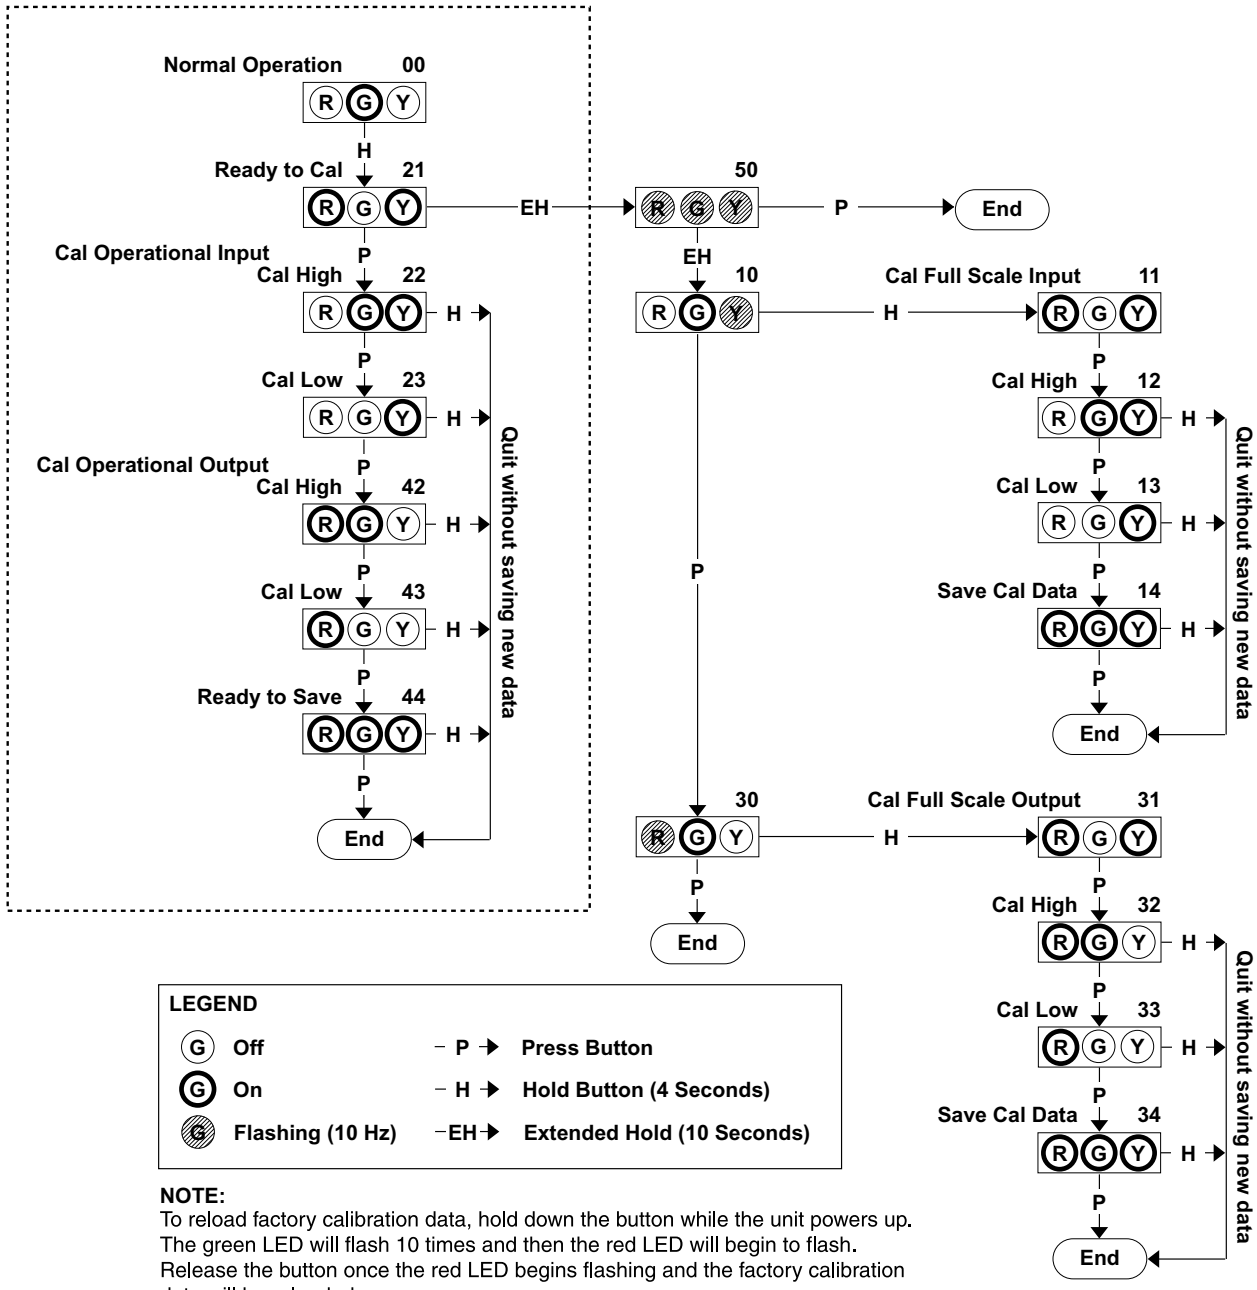 Normal Operation 00
R G Y
H
Ready to Cal 21
R G Y
EH
P
Cal Operational Input
Cal High 22
R G Y
H
P
Cal Low 23
R G Y
H
P
Cal Operational Output
Cal High 42
R G Y
H
P
Cal Low 43
R G Y
H
P
Ready to Save 44
R G Y
H
P
End
Quit without saving new data
50
R G Y
P
End
EH
10
R G Y
H
P
30
R G Y
H
P
End
Cal Full Scale Input 11
R G Y
P
Cal High 12
R G Y
H
P
Cal Low 13
R G Y
H
P
Save Cal Data 14
R G Y
H
P
End
Quit without saving new data
Cal Full Scale Output 31
R G Y
P
Cal High 32
R G Y
H
P
Cal Low 33
R G Y
H
P
Save Cal Data 34
R G Y
H
P
End
Quit without saving new data
LEGEND
G Off P Press Button
G On H Hold Button (4 Seconds)
G Flashing (10 Hz) EH Extended Hold (10 Seconds)
NOTE:
To reload factory calibration data, hold down the button while the unit powers up.
The green LED will flash 10 times and then the red LED will begin to flash.
Release the button once the red LED begins flashing and the factory calibration